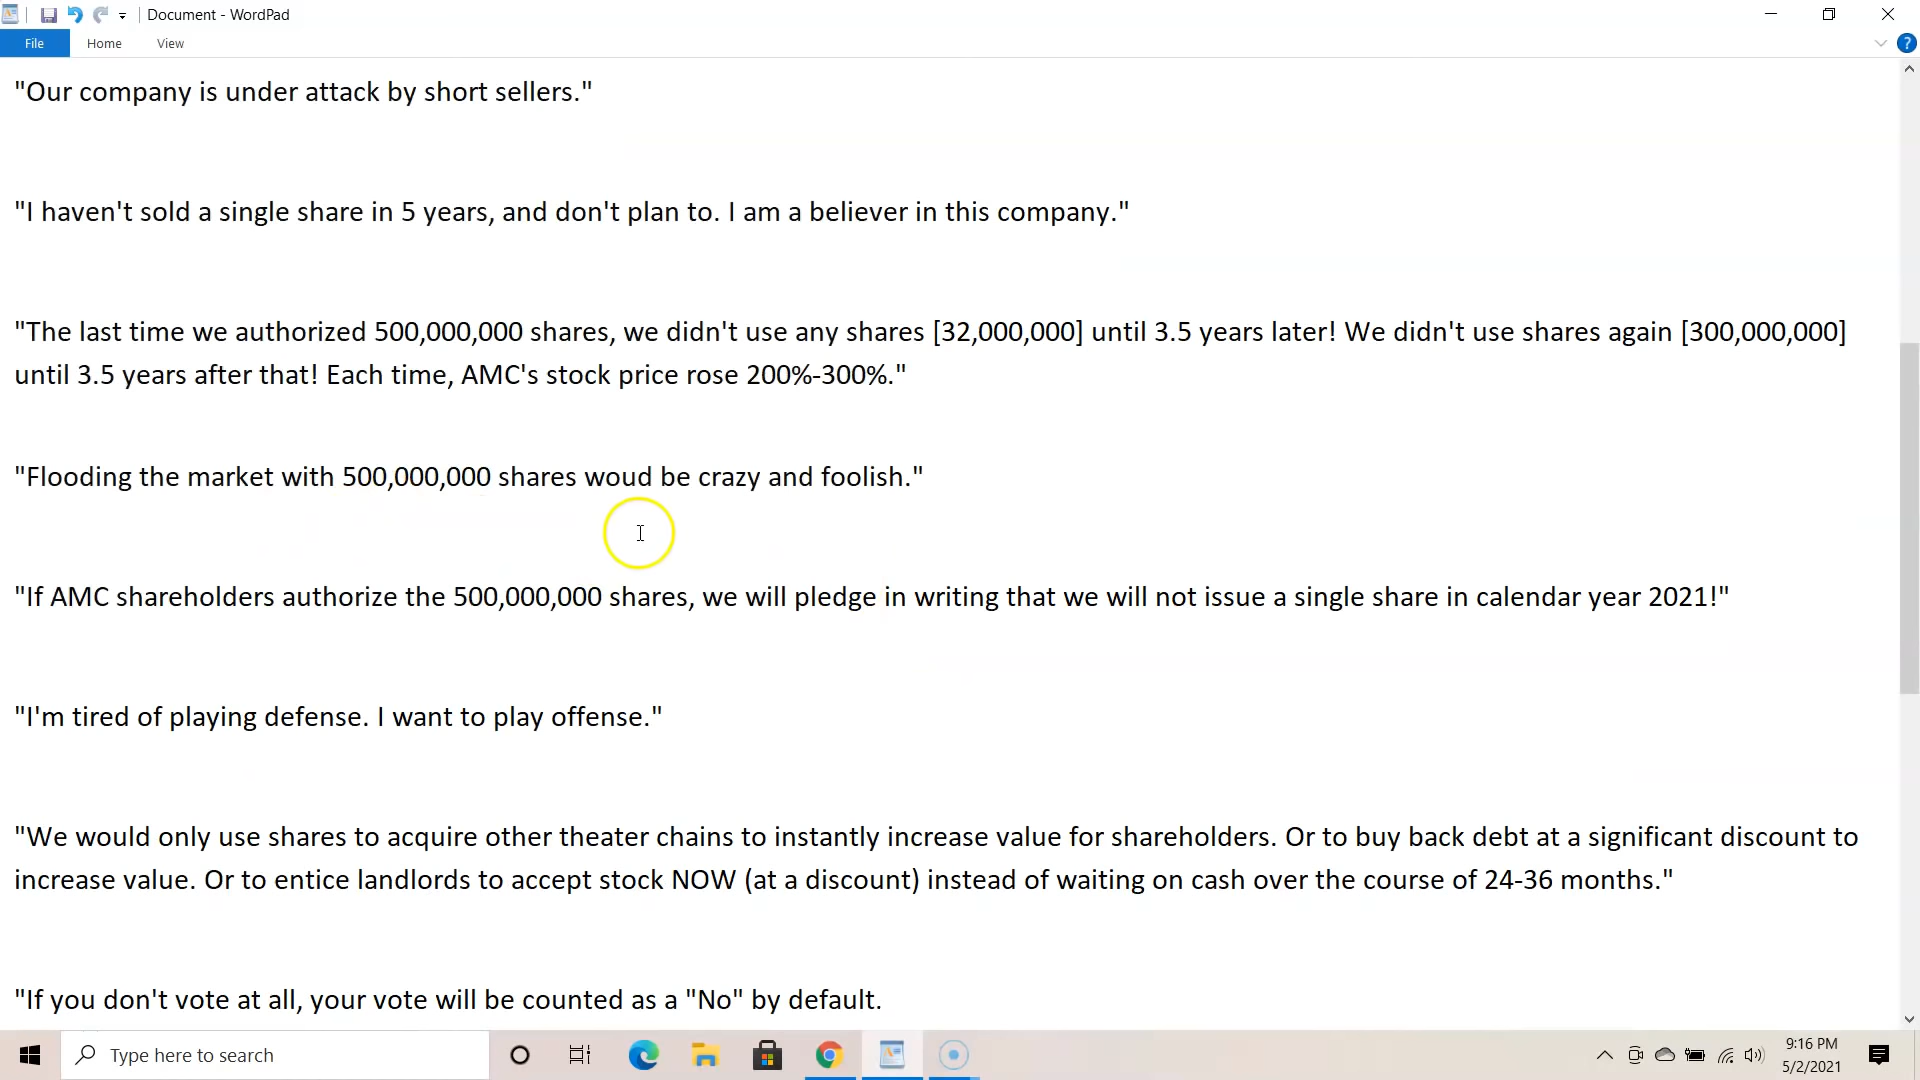 Document - WordPad
File Home View
"Our company is under attack by short sellers."
"I haven't sold a single share in 5 years, and don't plan to. I am a believer in this company."
"The last time we authorized 500,000,000 shares, we didn't use any shares [32,000,000] until 3.5 years later! We didn't use shares again [300,000,000]
until 3.5 years after that! Each time, AMC's stock price rose 200%-300%."
"Flooding the market with 500,000,000 shares woud be crazy and foolish."
"If AMC shareholders authorize the 500,000,000 shares, we will pledge in writing that we will not issue a single share in calendar year 2021!"
"I'm tired of playing defense. I want to play offense."
"We would only use shares to acquire other theater chains to instantly increase value for shareholders. Or to buy back debt at a significant discount to
increase value. Or to entice landlords to accept stock NOW (at a discount) instead of waiting on cash over the course of 24-36 months."
"If you don't vote at all, your vote will be counted as a "No" by default.
Type here to search
9:16 PM
5/2/2021